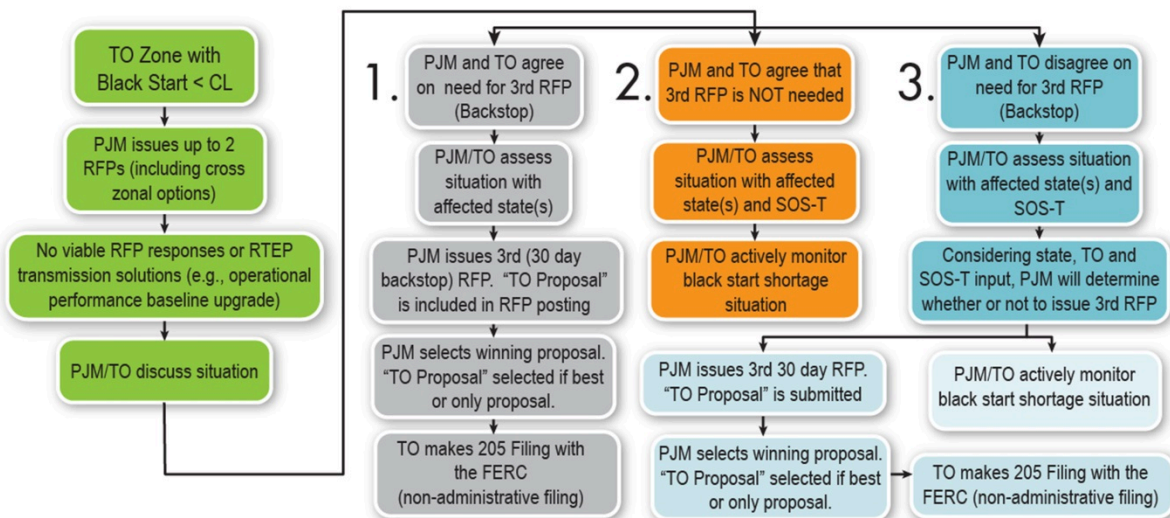 TO Zone with
Black Start < CL
PJM issues up to 2
RFPs (including cross
zonal options)
No viable RFP responses or RTEP
transmission solutions (e.g., operational
performance baseline upgrade)
PJM/TO discuss situation
1.
PJM and TO agree
on need for 3rd RFP
(Backstop)
PJM/TO assess
situation with
affected state(s)
PJM issues 3rd (30 day
backstop) RFP. “TO Proposal”
is included in RFP posting
PJM selects winning proposal.
“TO Proposal” selected if best
or only proposal.
TO makes 205 Filing with
the FERC
(non-administrative filing)
2.
PJM and TO agree that
3rd RFP is NOT needed
PJM/TO assess
situation with affected
state(s) and SOS-T
PJM/TO actively monitor
black start shortage
situation
3.
PJM and TO disagree on
need for 3rd RFP
(Backstop)
PJM/TO assess situation
with affected state(s) and
SOS-T
Considering state, TO and
SOS-T input, PJM will determine
whether or not to issue 3rd RFP
PJM issues 3rd 30 day RFP.
“TO Proposal” is submitted
PJM selects winning proposal.
“TO Proposal” selected if best
or only proposal.
TO makes 205 Filing with the
FERC (non-administrative filing)
PJM/TO actively monitor
black start shortage situation